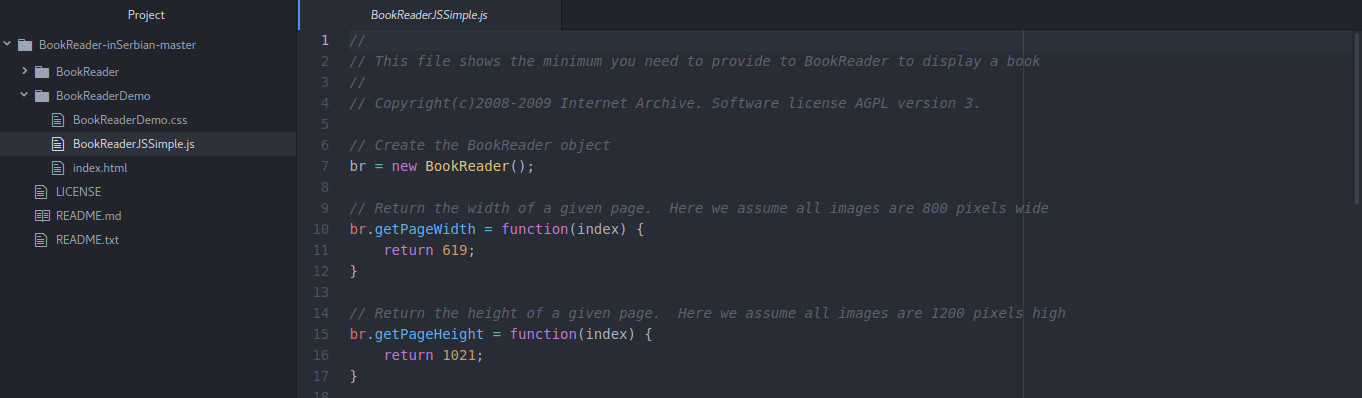 Project
BookReader-inSerbian-master
BookReader
BookReaderDemo
BookReaderDemo.css
BookReaderJSSimple.js
index.html
LICENSE
README.md
README.txt
BookReaderJSSimple.js
1 //
2 // This file shows the minimum you need to provide to BookReader to display a book
3 //
4 // Copyright(c)2008-2009 Internet Archive. Software license AGPL version 3.
5
6 // Create the BookReader object
7 br = new BookReader();
8
9 // Return the width of a given page.  Here we assume all images are 800 pixels wide
10 br.getPageWidth = function(index) {
11     return 619;
12 }
13
14 // Return the height of a given page.  Here we assume all images are 1200 pixels high
15 br.getPageHeight = function(index) {
16     return 1021;
17 }
18